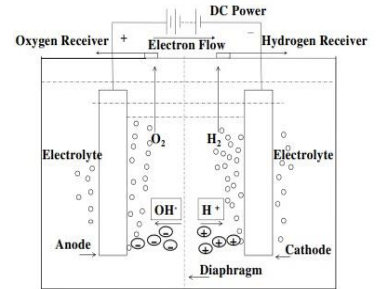 DC Power
Oxygen Receiver + Electron Flow − Hydrogen Receiver
O₂ H₂
Electrolyte Electrolyte
OH⁻ H⁺
− − − + + + +
Anode Cathode
Diaphragm